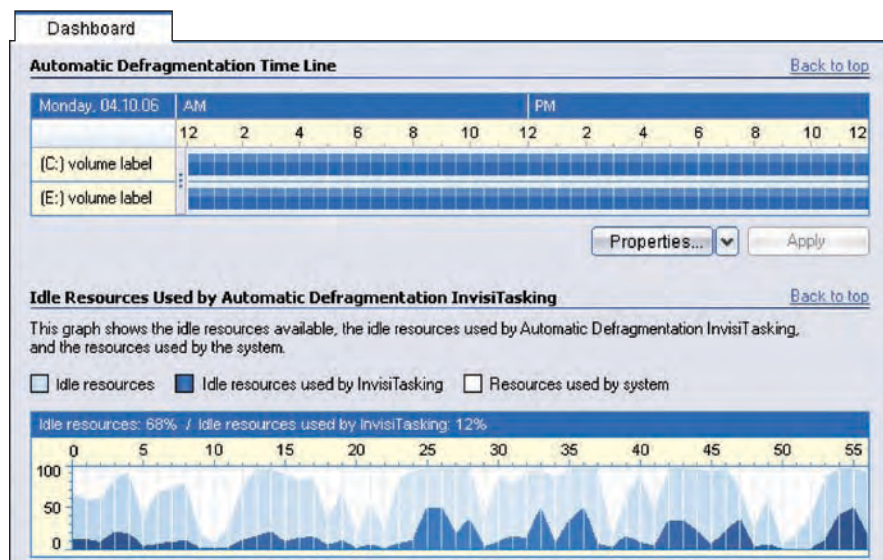 Dashboard
Automatic Defragmentation Time Line Back to top
Monday, 04.10.06 AM PM
12 2 4 6 8 10 12 2 4 6 8 10 12
(C:) volume label
(E:) volume label
Properties... Apply
Idle Resources Used by Automatic Defragmentation InvisiTasking Back to top
This graph shows the idle resources available, the idle resources used by Automatic Defragmentation InvisiTasking,
and the resources used by the system.
Idle resources Idle resources used by InvisiTasking Resources used by system
Idle resources: 68% / Idle resources used by InvisiTasking: 12%
0 5 10 15 20 25 30 35 40 45 50 55
100
50
0